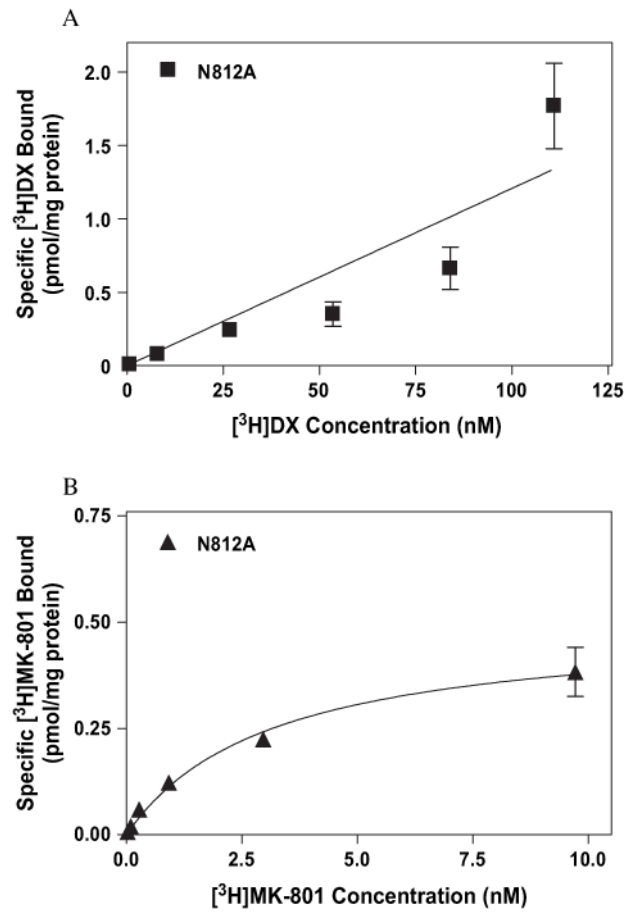 A
N812A
Specific [³H]DX Bound
(pmol/mg protein)
2.0
1.5
1.0
0.5
0
0
25
50
75
100
125
[³H]DX Concentration (nM)
B
N812A
Specific [³H]MK-801 Bound
(pmol/mg protein)
0.75
0.50
0.25
0.00
0.0
2.5
5.0
7.5
10.0
[³H]MK-801 Concentration (nM)